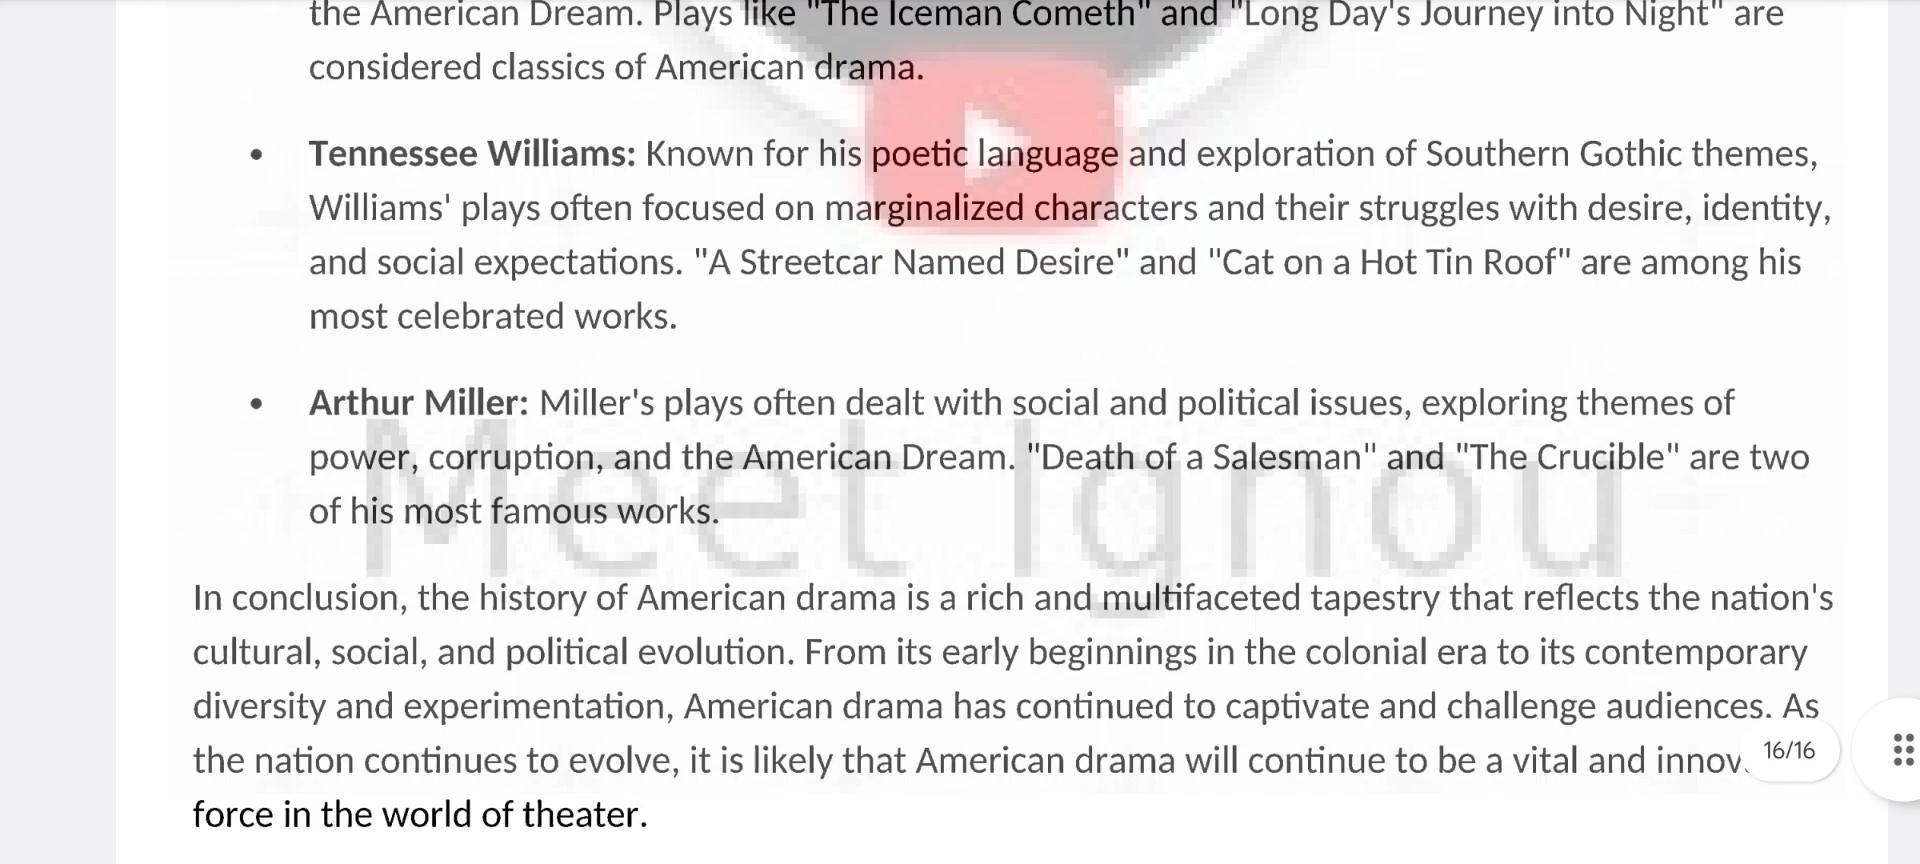 the American Dream. Plays like "The Iceman Cometh" and "Long Day's Journey into Night" are
considered classics of American drama.
• Tennessee Williams: Known for his poetic language and exploration of Southern Gothic themes,
Williams' plays often focused on marginalized characters and their struggles with desire, identity,
and social expectations. "A Streetcar Named Desire" and "Cat on a Hot Tin Roof" are among his
most celebrated works.
• Arthur Miller: Miller's plays often dealt with social and political issues, exploring themes of
power, corruption, and the American Dream. "Death of a Salesman" and "The Crucible" are two
of his most famous works.
Meet Ignou
In conclusion, the history of American drama is a rich and multifaceted tapestry that reflects the nation's
cultural, social, and political evolution. From its early beginnings in the colonial era to its contemporary
diversity and experimentation, American drama has continued to captivate and challenge audiences. As
the nation continues to evolve, it is likely that American drama will continue to be a vital and
16/16
force in the world of theater.